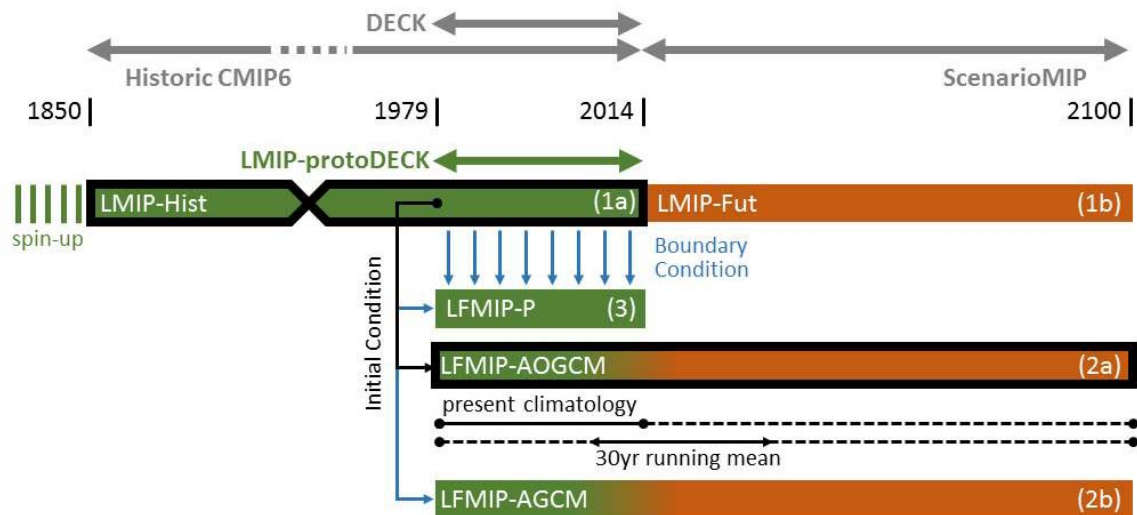 DECK
Historic CMIP6
ScenarioMIP
1850
1979
2014
2100
LMIP-protoDECK
LMIP-Hist
(1a)
LMIP-Fut
(1b)
spin-up
Boundary
Condition
Initial Condition
LFMIP-P
(3)
LFMIP-AOGCM
(2a)
present climatology
30yr running mean
LFMIP-AGCM
(2b)